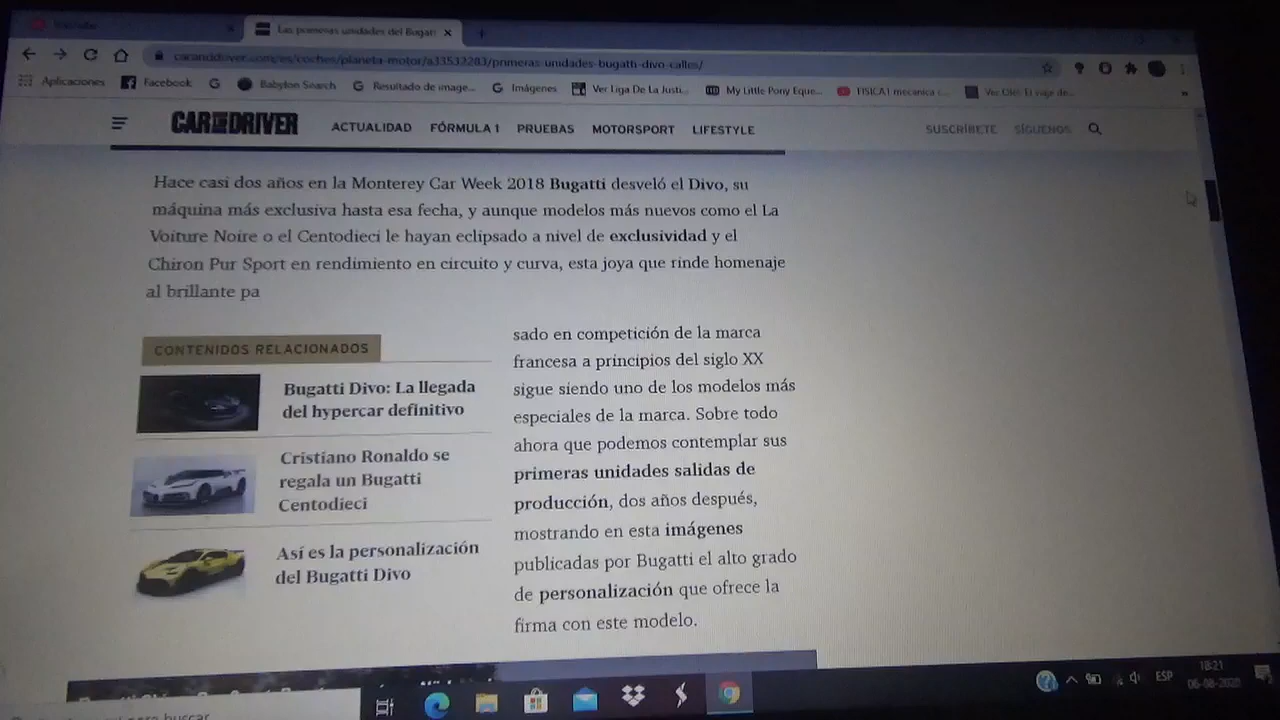 Las primeras unidades del Bugat
caranddriver.com/es/coches/planeta-motor/a33532283/primeras-unidades-bugatti-divo-calles/
Aplicaciones Facebook Babylon Search Resultado de image... Imágenes Ver Liga De La Justi... My Little Pony Eque... FISICA I mecanica
CAR AND DRIVER ACTUALIDAD FÓRMULA 1 PRUEBAS MOTORSPORT LIFESTYLE SUSCRÍBETE SÍGUENOS
Hace casi dos años en la Monterey Car Week 2018 Bugatti desveló el Divo, su
máquina más exclusiva hasta esa fecha, y aunque modelos más nuevos como el La
Voiture Noire o el Centodieci le hayan eclipsado a nivel de exclusividad y el
Chiron Pur Sport en rendimiento en circuito y curva, esta joya que rinde homenaje
al brillante pa
CONTENIDOS RELACIONADOS
Bugatti Divo: La llegada
del hypercar definitivo
Cristiano Ronaldo se
regala un Bugatti
Centodieci
Así es la personalización
del Bugatti Divo
sado en competición de la marca
francesa a principios del siglo XX
sigue siendo uno de los modelos más
especiales de la marca. Sobre todo
ahora que podemos contemplar sus
primeras unidades salidas de
producción, dos años después,
mostrando en esta imágenes
publicadas por Bugatti el alto grado
de personalización que ofrece la
firma con este modelo.
para buscar
ESP
18:21
06-08-2020